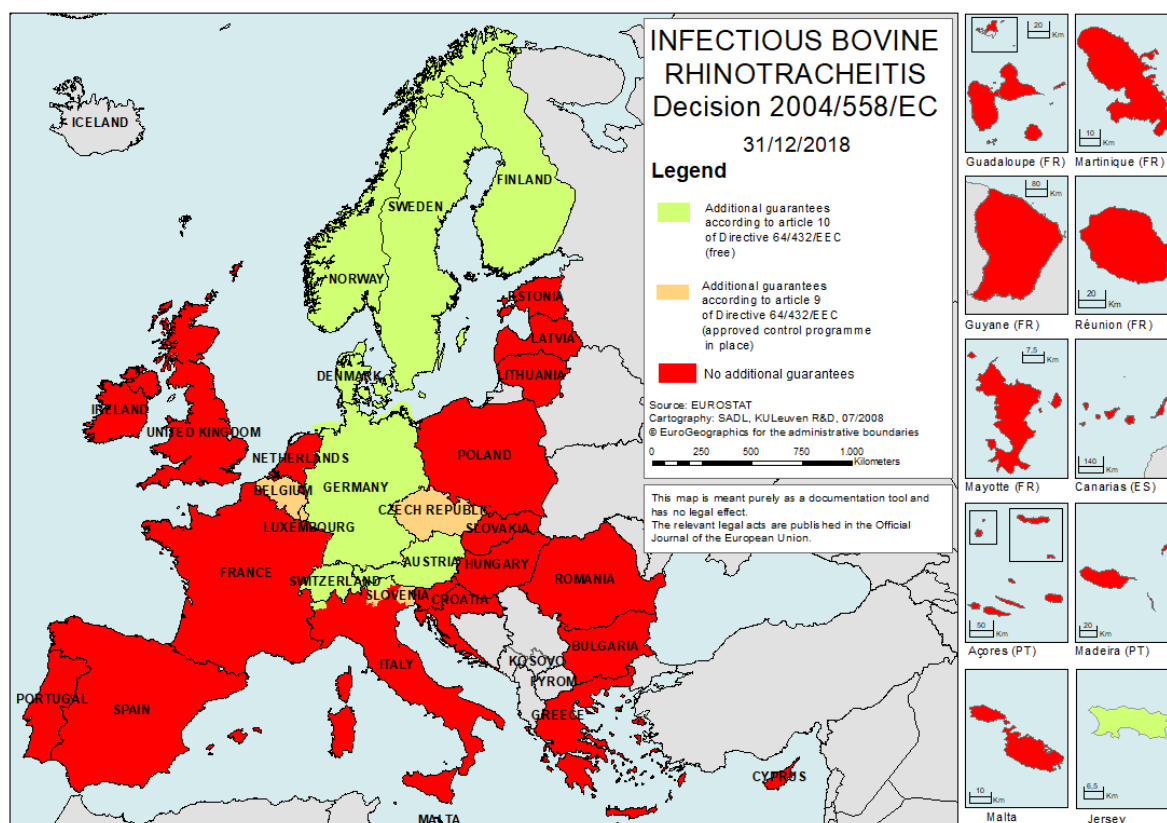 INFECTIOUS BOVINE
RHINOTRACHEITIS
Decision 2004/558/EC
31/12/2018
Legend
Additional guarantees
according to article 10
of Directive 64/432/EEC
(free)
Additional guarantees
according to article 9
of Directive 64/432/EEC
(approved control programme
in place)
No additional guarantees
Source: EUROSTAT
Cartography: SADL, KULeuven R&D, 07/2008
© EuroGeographics for the administrative boundaries
0 250 500 750 1.000
Kilometers
This map is meant purely as a documentation tool and
has no legal effect.
The relevant legal acts are published in the Official
Journal of the European Union.
ICELAND
FINLAND
SWEDEN
NORWAY
ESTONIA
LATVIA
LITHUANIA
DENMARK
IRELAND
UNITED KINGDOM
NETHERLANDS
POLAND
BELGIUM
GERMANY
CZECH REPUBLIC
LUXEMBOURG
SLOVAKIA
AUSTRIA
HUNGARY
FRANCE
SWITZERLAND
ROMANIA
SLOVENIA
CROATIA
BULGARIA
ITALY
KOSOVO
FYROM
PORTUGAL
SPAIN
GREECE
CYPRUS
MALTA
20
Km
Guadaloupe (FR)
10
Km
Martinique (FR)
80
Km
Guyane (FR)
20
Km
Réunion (FR)
7,5
Km
Mayotte (FR)
140
Km
Canarias (ES)
50
Km
Açores (PT)
20
Km
Madeira (PT)
10
Km
Malta
6,5
Km
Jersey